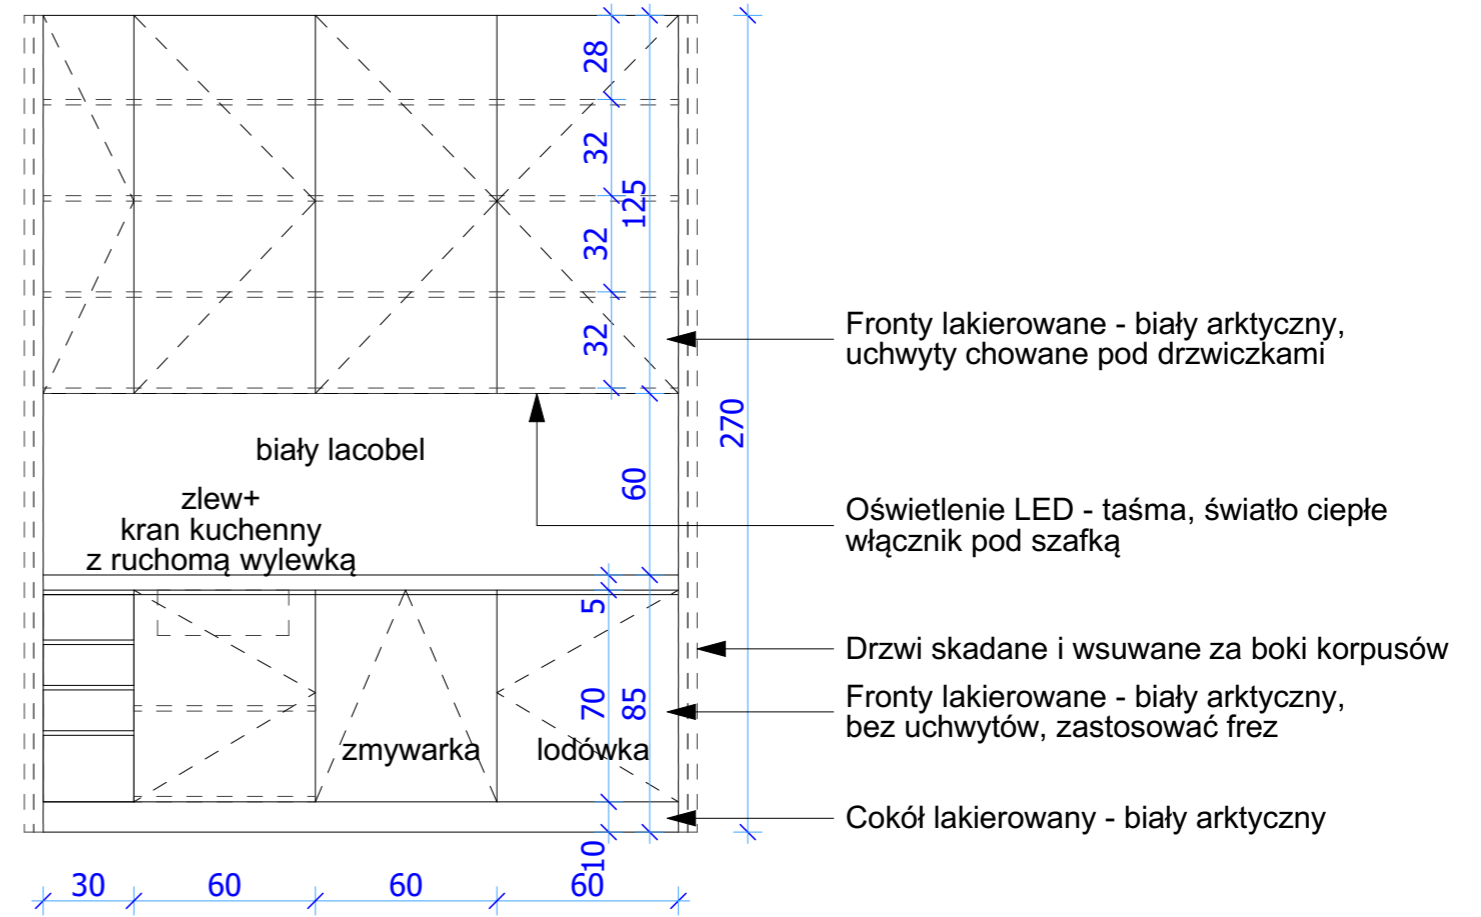 28
32
125
32
32
Fronty lakierowane - biały arktyczny,
uchwyty chowane pod drzwiczkami
270
biały lacobel
60
zlew+
kran kuchenny
z ruchomą wylewką
Oświetlenie LED - taśma, światło ciepłe
włącznik pod szafką
5
Drzwi skadane i wsuwane za boki korpusów
70
85
Fronty lakierowane - biały arktyczny,
bez uchwytów, zastosować frez
zmywarka
lodówka
Cokół lakierowany - biały arktyczny
10
30
60
60
60